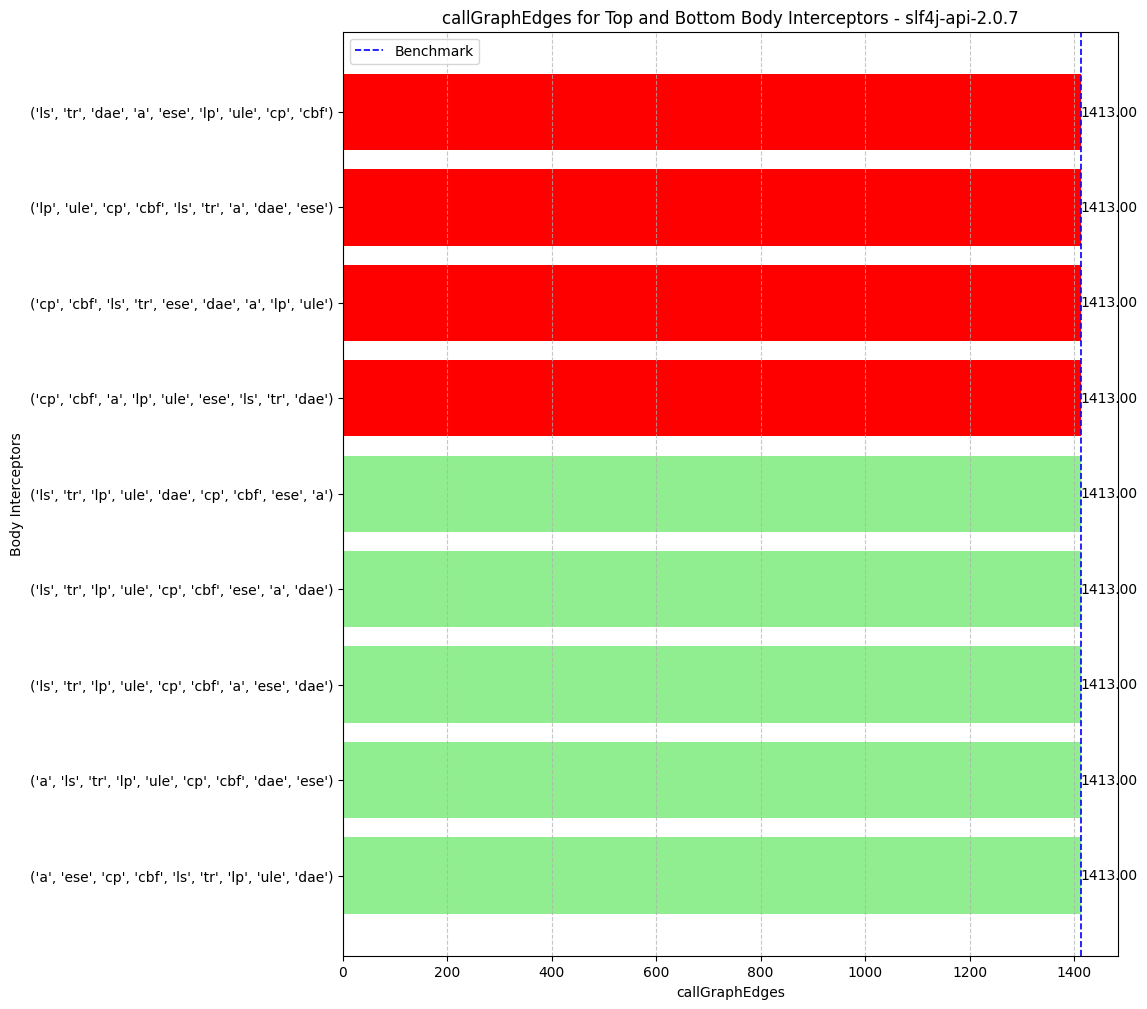 callGraphEdges for Top and Bottom Body Interceptors - slf4j-api-2.0.7
Benchmark
('ls', 'tr', 'dae', 'a', 'ese', 'lp', 'ule', 'cp', 'cbf') 1413.00
('lp', 'ule', 'cp', 'cbf', 'ls', 'tr', 'a', 'dae', 'ese') 1413.00
('cp', 'cbf', 'ls', 'tr', 'ese', 'dae', 'a', 'lp', 'ule') 1413.00
('cp', 'cbf', 'a', 'lp', 'ule', 'ese', 'ls', 'tr', 'dae') 1413.00
('ls', 'tr', 'lp', 'ule', 'dae', 'cp', 'cbf', 'ese', 'a') 1413.00
('ls', 'tr', 'lp', 'ule', 'cp', 'cbf', 'ese', 'a', 'dae') 1413.00
('ls', 'tr', 'lp', 'ule', 'cp', 'cbf', 'a', 'ese', 'dae') 1413.00
('a', 'ls', 'tr', 'lp', 'ule', 'cp', 'cbf', 'dae', 'ese') 1413.00
('a', 'ese', 'cp', 'cbf', 'ls', 'tr', 'lp', 'ule', 'dae') 1413.00
Body Interceptors
0 200 400 600 800 1000 1200 1400
callGraphEdges